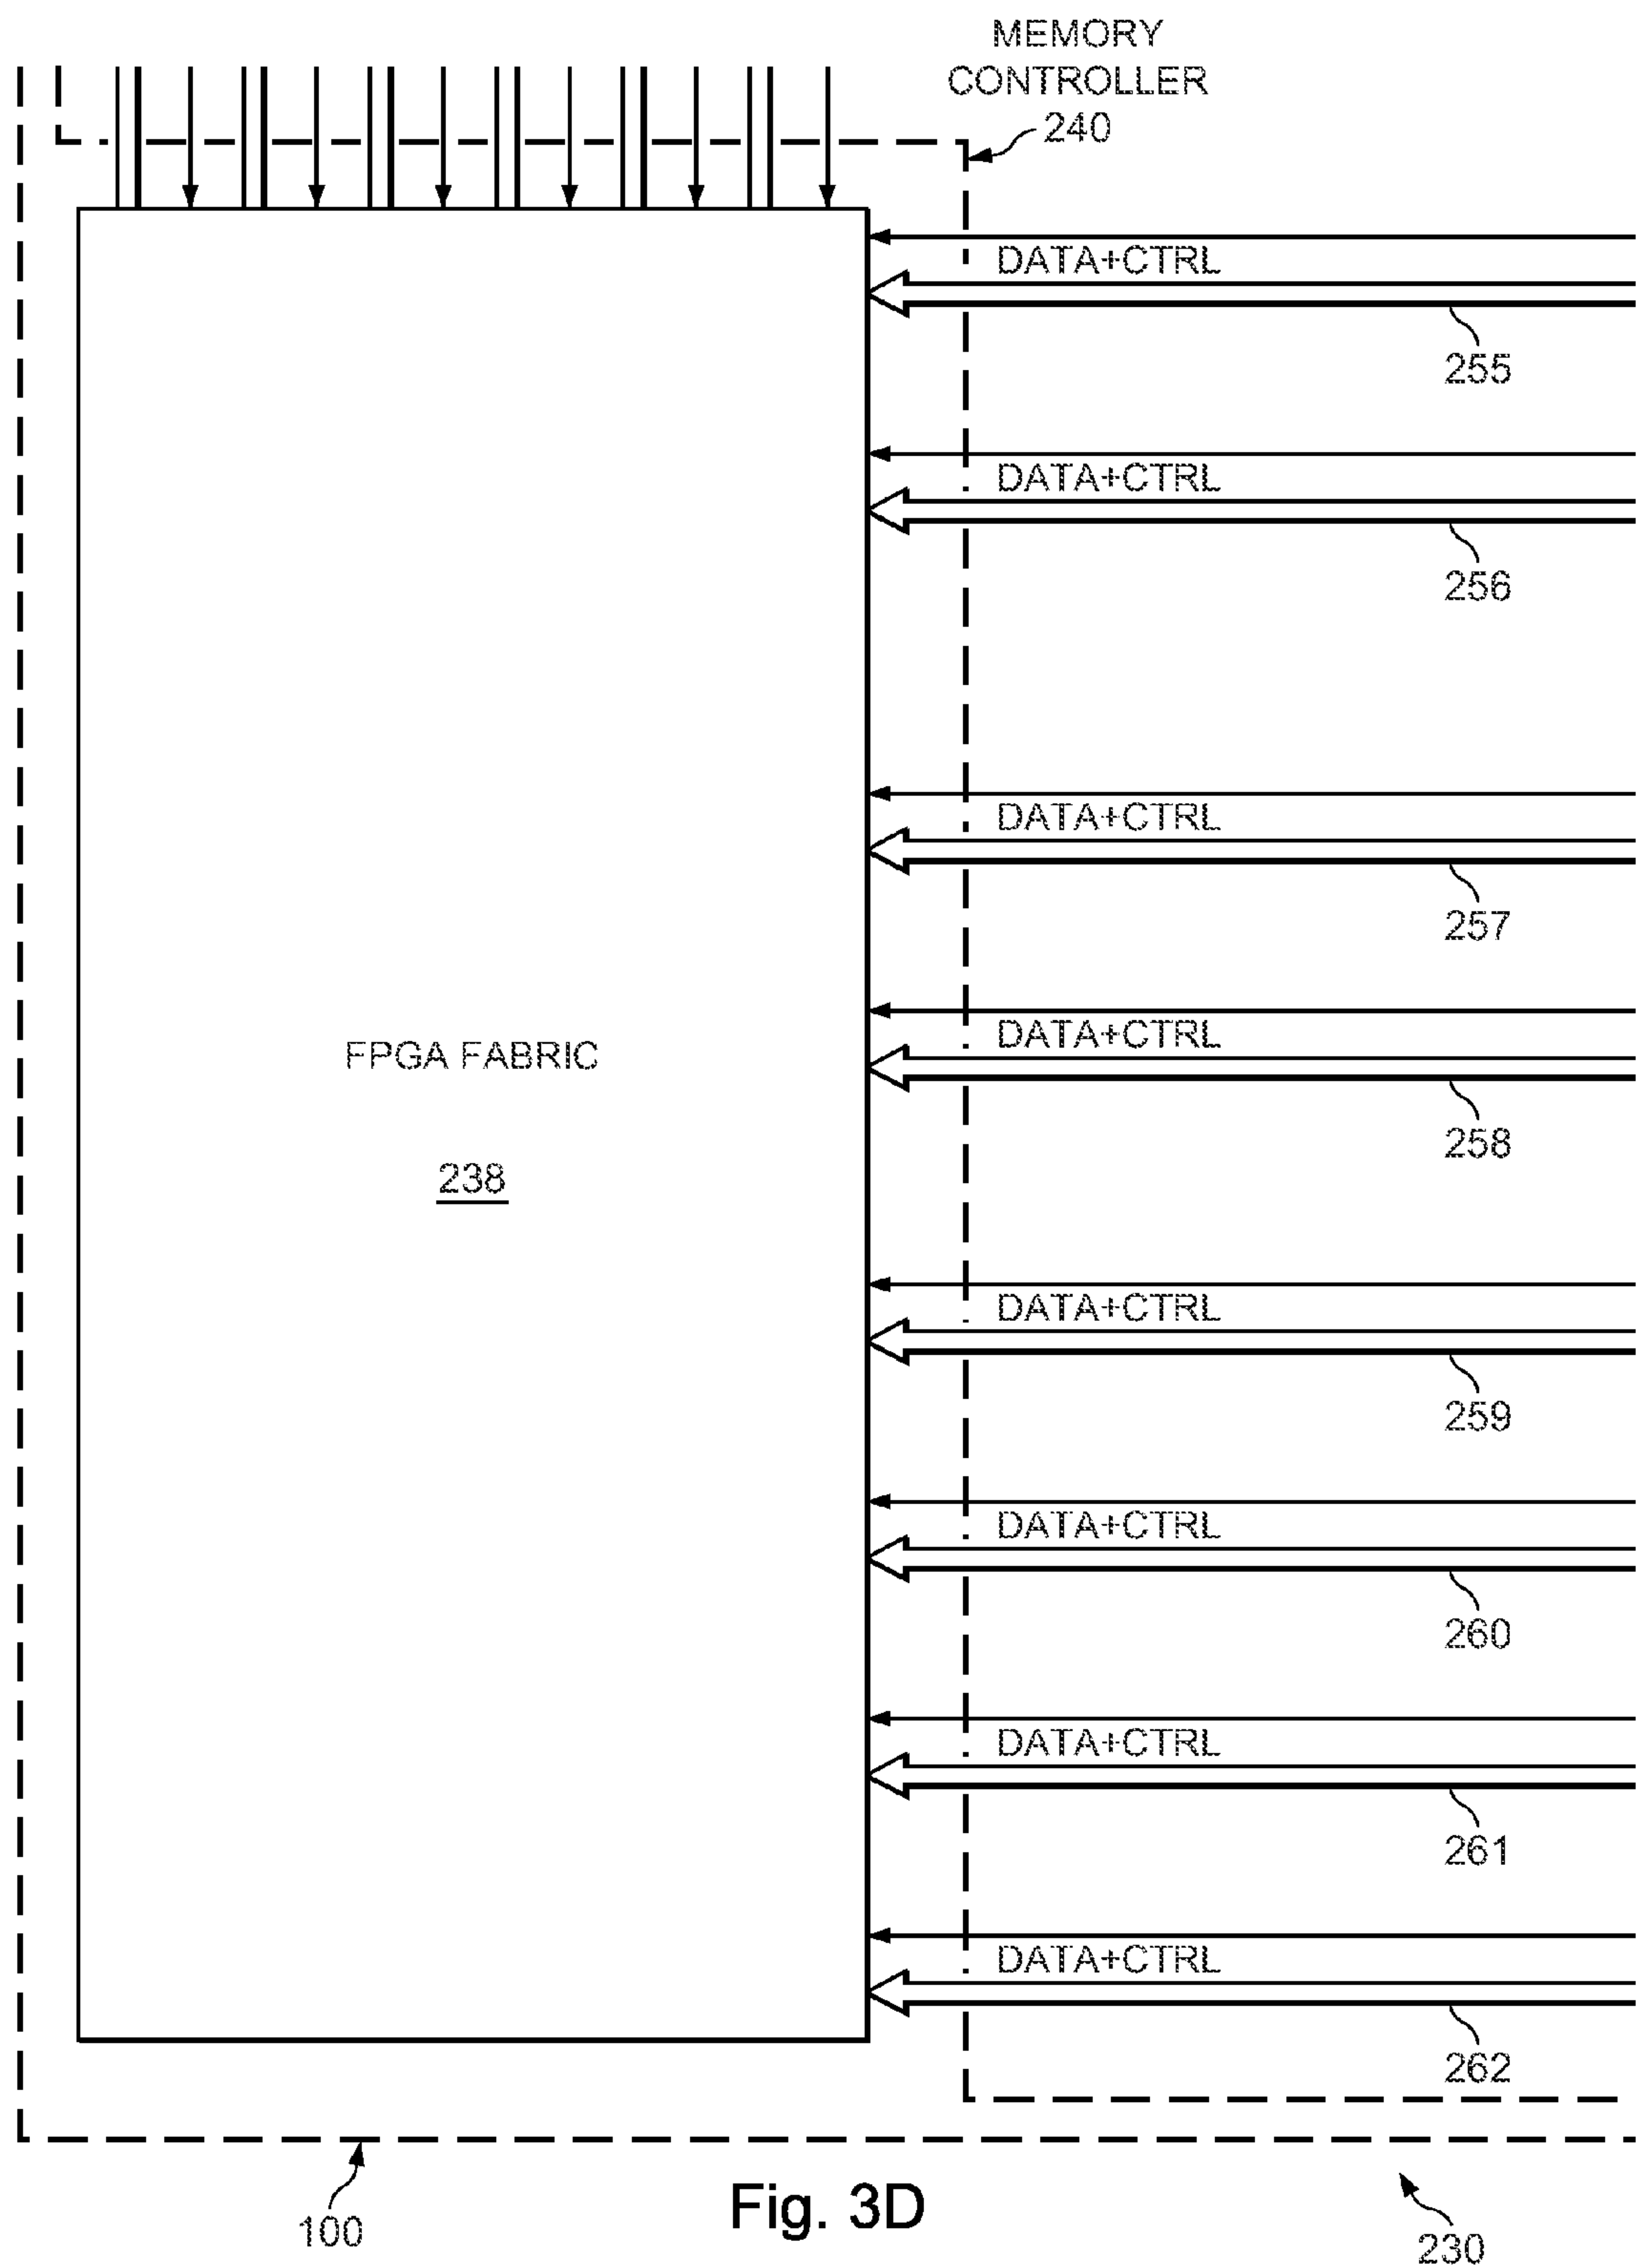 MEMORY
CONTROLLER
240
DATA+CTRL
255
DATA+CTRL
256
DATA+CTRL
257
DATA+CTRL
258
FPGA FABRIC
238
DATA+CTRL
259
DATA+CTRL
260
DATA+CTRL
261
DATA+CTRL
262
100
Fig. 3D
230